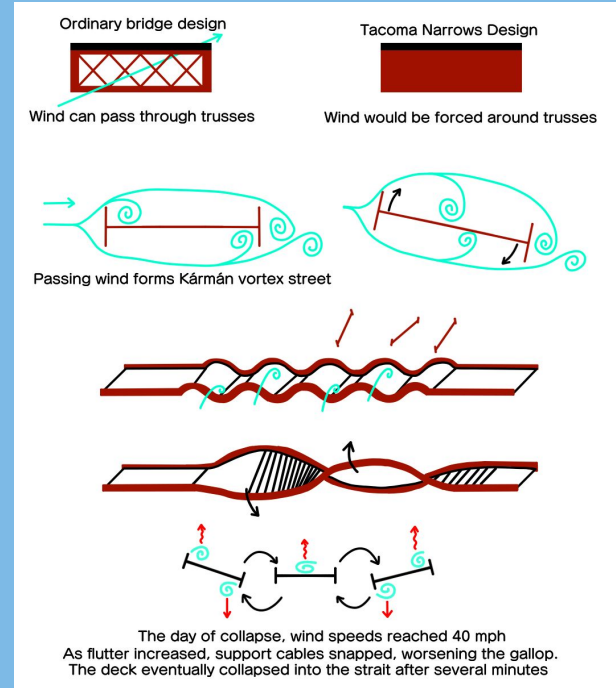 Ordinary bridge design
Tacoma Narrows Design
Wind can pass through trusses
Wind would be forced around trusses
Passing wind forms Kármán vortex street
The day of collapse, wind speeds reached 40 mph
As flutter increased, support cables snapped, worsening the gallop.
The deck eventually collapsed into the strait after several minutes